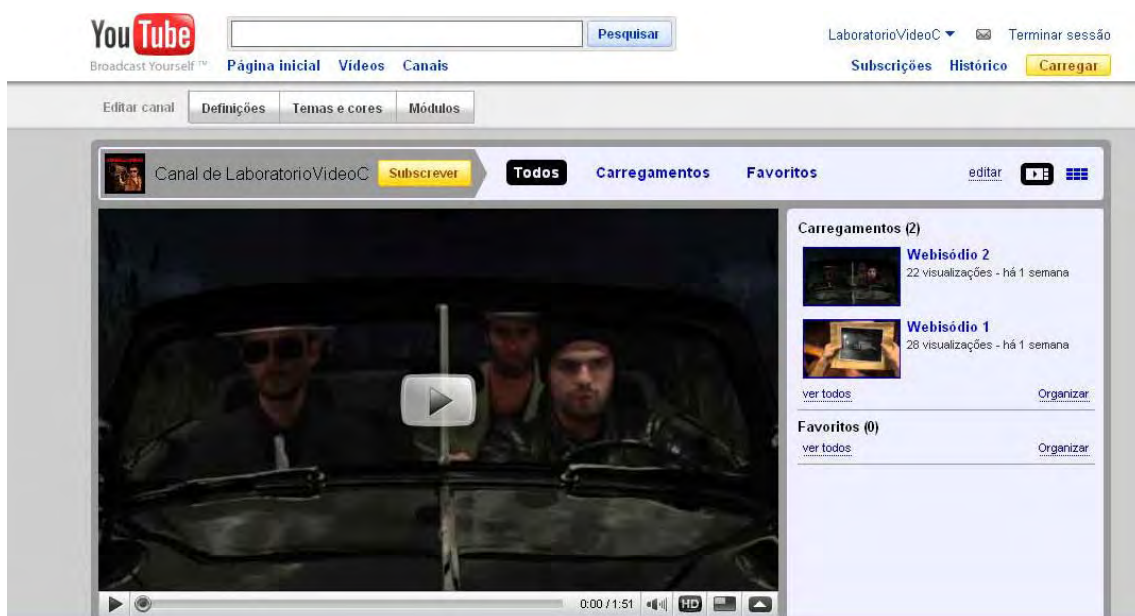 YouTube
Pesquisar
LaboratorioVideoC Terminar sessão
Broadcast Yourself ™
Página inicial Vídeos Canais
Subscrições Histórico Carregar
Editar canal Definições Temas e cores Módulos
Canal de LaboratorioVideoC Subscrever Todos Carregamentos Favoritos editar
Carregamentos (2)
Webisódio 2
22 visualizações - há 1 semana
Webisódio 1
28 visualizações - há 1 semana
ver todos Organizar
Favoritos (0)
ver todos Organizar
0:00 / 1:51 HD